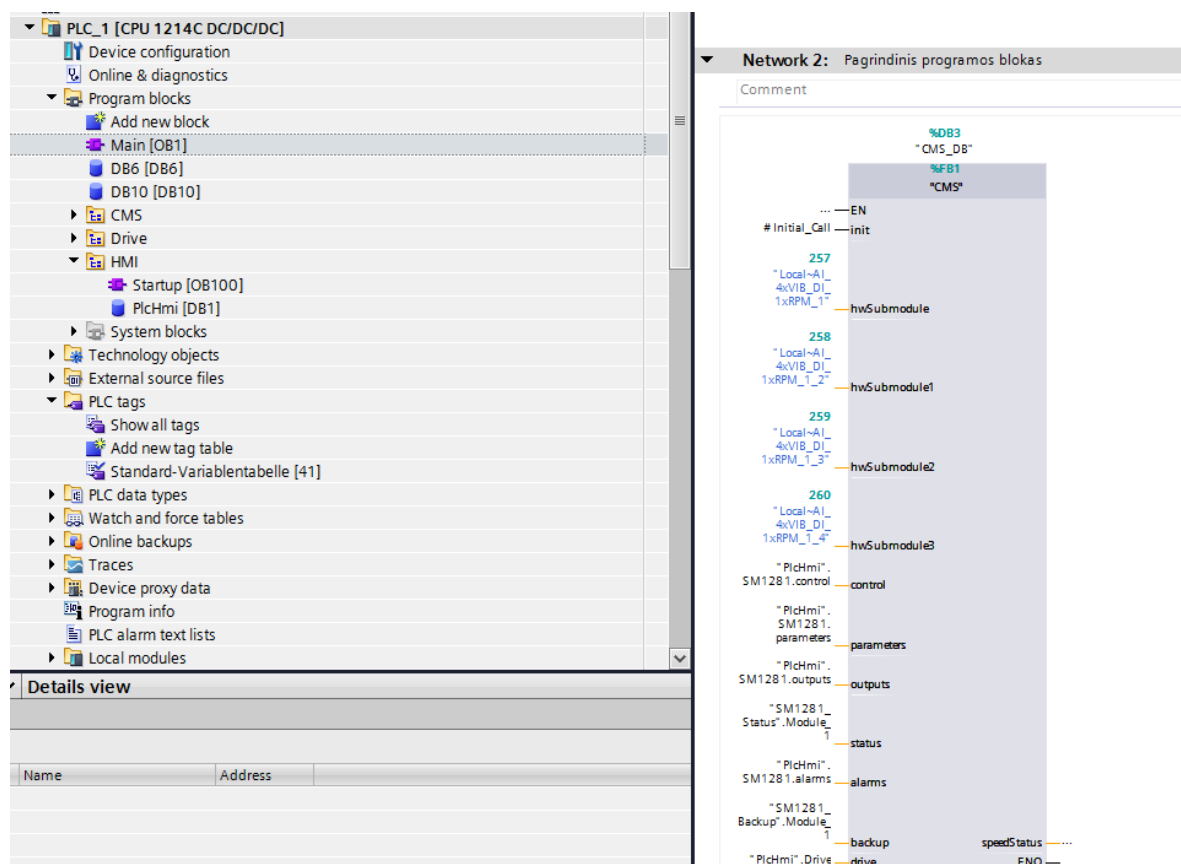 PLC_1 [CPU 1214C DC/DC/DC]
Device configuration
Online & diagnostics
Program blocks
Add new block
Main [OB1]
DB6 [DB6]
DB10 [DB10]
CMS
Drive
HMI
Startup [OB100]
PlcHmi [DB1]
System blocks
Technology objects
External source files
PLC tags
Show all tags
Add new tag table
Standard-Variablentabelle [41]
PLC data types
Watch and force tables
Online backups
Traces
Device proxy data
Program info
PLC alarm text lists
Local modules
Details view
Name Address
Network 2: Pagrindinis programos blokas
Comment
%DB3
"CMS_DB"
%FB1
"CMS"
... EN
#Initial_Call init
257
"Local~AI_
4xVIB_DI_
1xRPM_1"
hwSubmodule
258
"Local~AI_
4xVIB_DI_
1xRPM_1_2"
hwSubmodule1
259
"Local~AI_
4xVIB_DI_
1xRPM_1_3"
hwSubmodule2
260
"Local~AI_
4xVIB_DI_
1xRPM_1_4"
hwSubmodule3
"PlcHmi".
SM1281.control control
"PlcHmi".
SM1281.
parameters
parameters
"PlcHmi".
SM1281.outputs outputs
"SM1281_
Status".Module_
1
status
"PlcHmi".
SM1281.alarms alarms
"SM1281_
Backup".Module_
1
backup speedStatus ...
"PlcHmi".Drive drive ENO